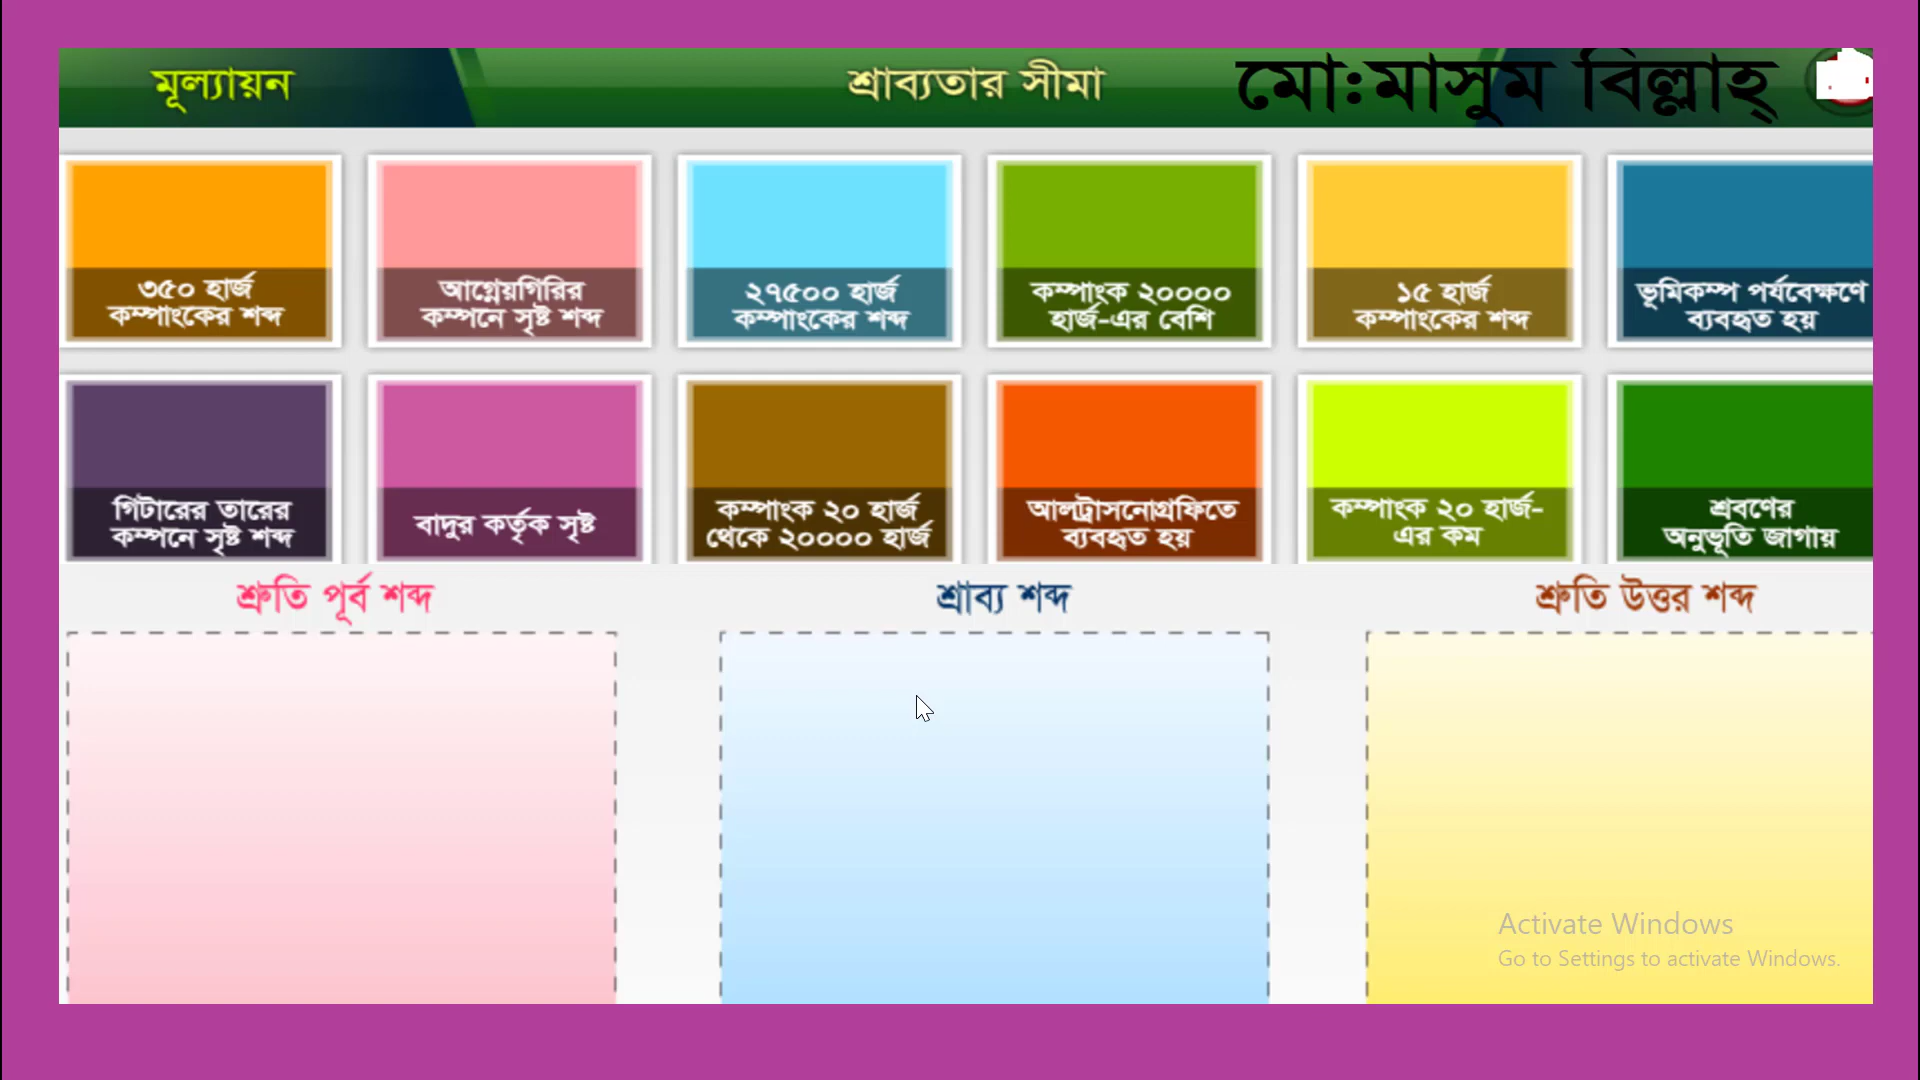 মূল্যায়ন
শ্রাব্যতার সীমা
মো:মাসুম বিল্লাহ্
৩৫০ হার্জ
কম্পাংকের শব্দ
আগ্নেয়গিরির
কম্পনে সৃষ্ট শব্দ
২৭৫০০ হার্জ
কম্পাংকের শব্দ
কম্পাংক ২০০০০
হার্জ-এর বেশি
১৫ হার্জ
কম্পাংকের শব্দ
ভূমিকম্প পর্যবেক্ষণে
ব্যবহৃত হয়
গিটারের তারের
কম্পনে সৃষ্ট শব্দ
বাদুর কর্তৃক সৃষ্ট
কম্পাংক ২০ হার্জ
থেকে ২০০০০ হার্জ
আলট্রাসনোগ্রফিতে
ব্যবহৃত হয়
কম্পাংক ২০ হার্জ-
এর কম
শ্রবণের
অনুভূতি জাগায়
শ্রুতি পূর্ব শব্দ
শ্রাব্য শব্দ
শ্রুতি উত্তর শব্দ
Activate Windows
Go to Settings to activate Windows.